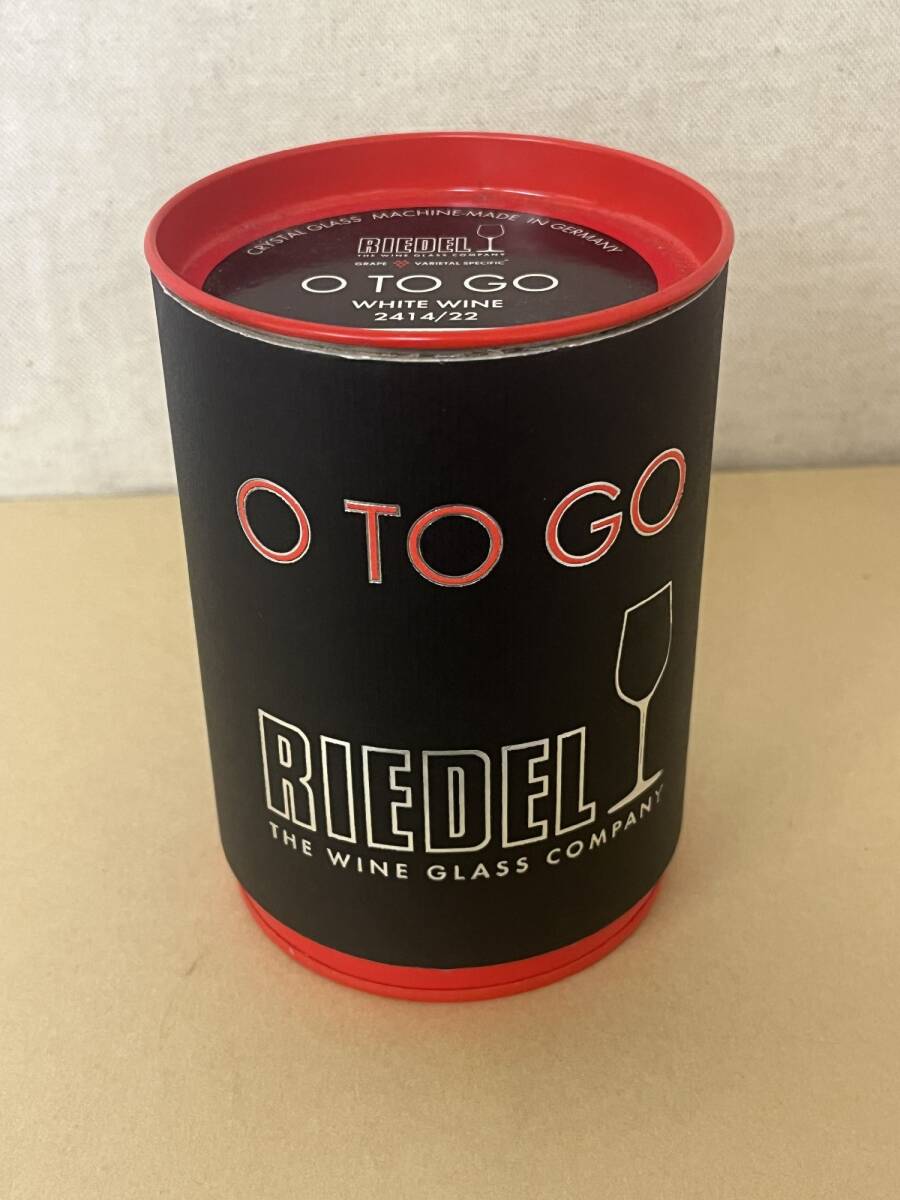 CRYSTAL GLASS MACHINE-MADE IN GERMANY
RIEDEL
THE WINE GLASS COMPANY
GRAPE VARIETAL SPECIFIC™
O TO GO
WHITE WINE
2414/22
O TO GO
RIEDEL
THE WINE GLASS COMPANY